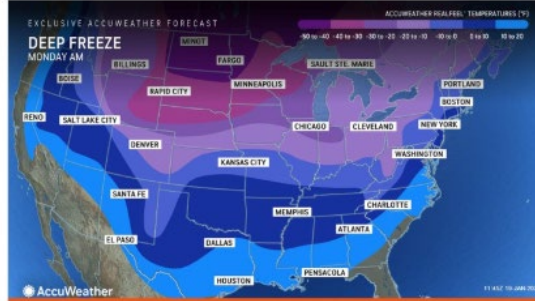 EXCLUSIVE ACCUWEATHER FORECAST
DEEP FREEZE
MONDAY AM
ACCUWEATHER REALFEEL® TEMPERATURES (°F)
-50 to -40 -40 to -30 -30 to -20 -20 to -10 -10 to 0 0 to 10 10 to 20
MINOT
BILLINGS
FARGO
SAULT STE. MARIE
BOISE
RAPID CITY
MINNEAPOLIS
PORTLAND
BOSTON
RENO
SALT LAKE CITY
CHICAGO
CLEVELAND
NEW YORK
DENVER
KANSAS CITY
WASHINGTON
SANTA FE
MEMPHIS
CHARLOTTE
ATLANTA
EL PASO
DALLAS
HOUSTON
PENSACOLA
AccuWeather